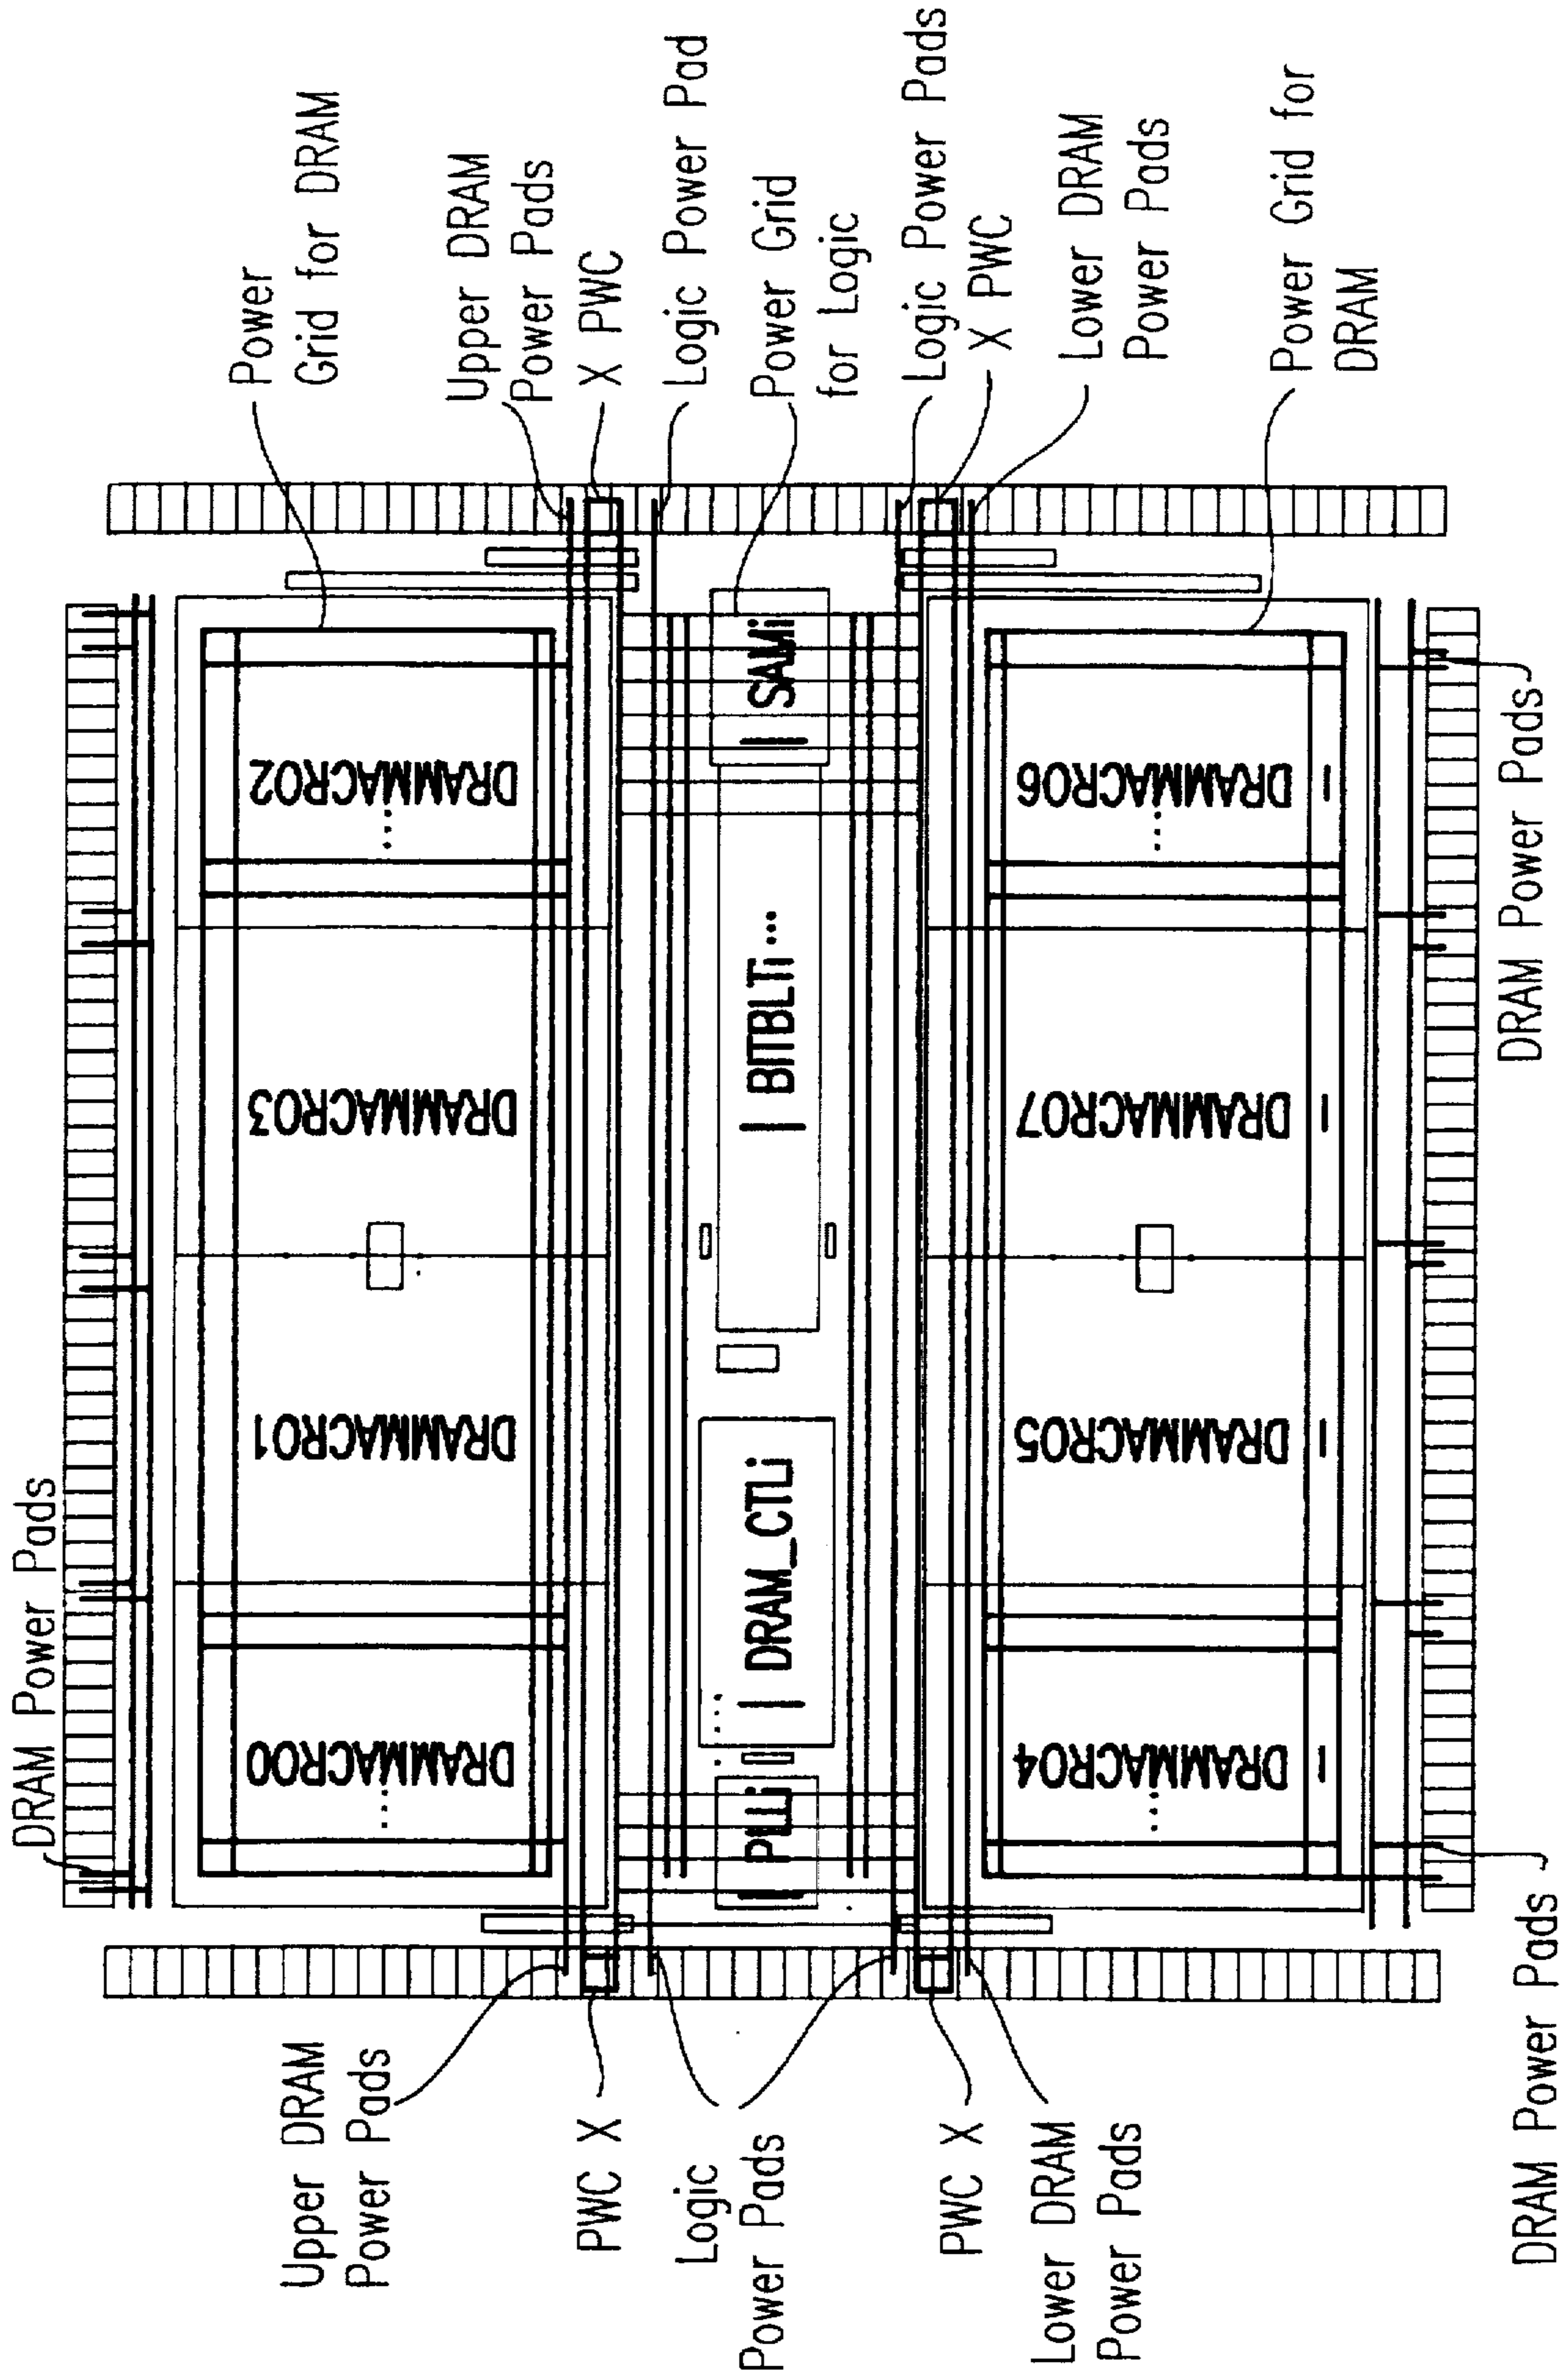 DRAM Power Pads
Power
Grid for DRAM
DRAMMACRO0
DRAMMACRO1
DRAMMACRO3
DRAMMACRO2
Upper DRAM
Power Pads
Upper DRAM
Power Pads
PWC X
X PWC
Logic
Power Pads
Logic Power Pad
| PLLi
| DRAM_CTLi
| BITBLTi ...
| SAMi
Power Grid
for Logic
Logic Power Pads
PWC X
X PWC
Lower DRAM
Power Pads
Lower DRAM
Power Pads
DRAMMACRO4
DRAMMACRO5
DRAMMACRO7
DRAMMACRO6
Power Grid for
DRAM
DRAM Power Pads
DRAM Power Pads